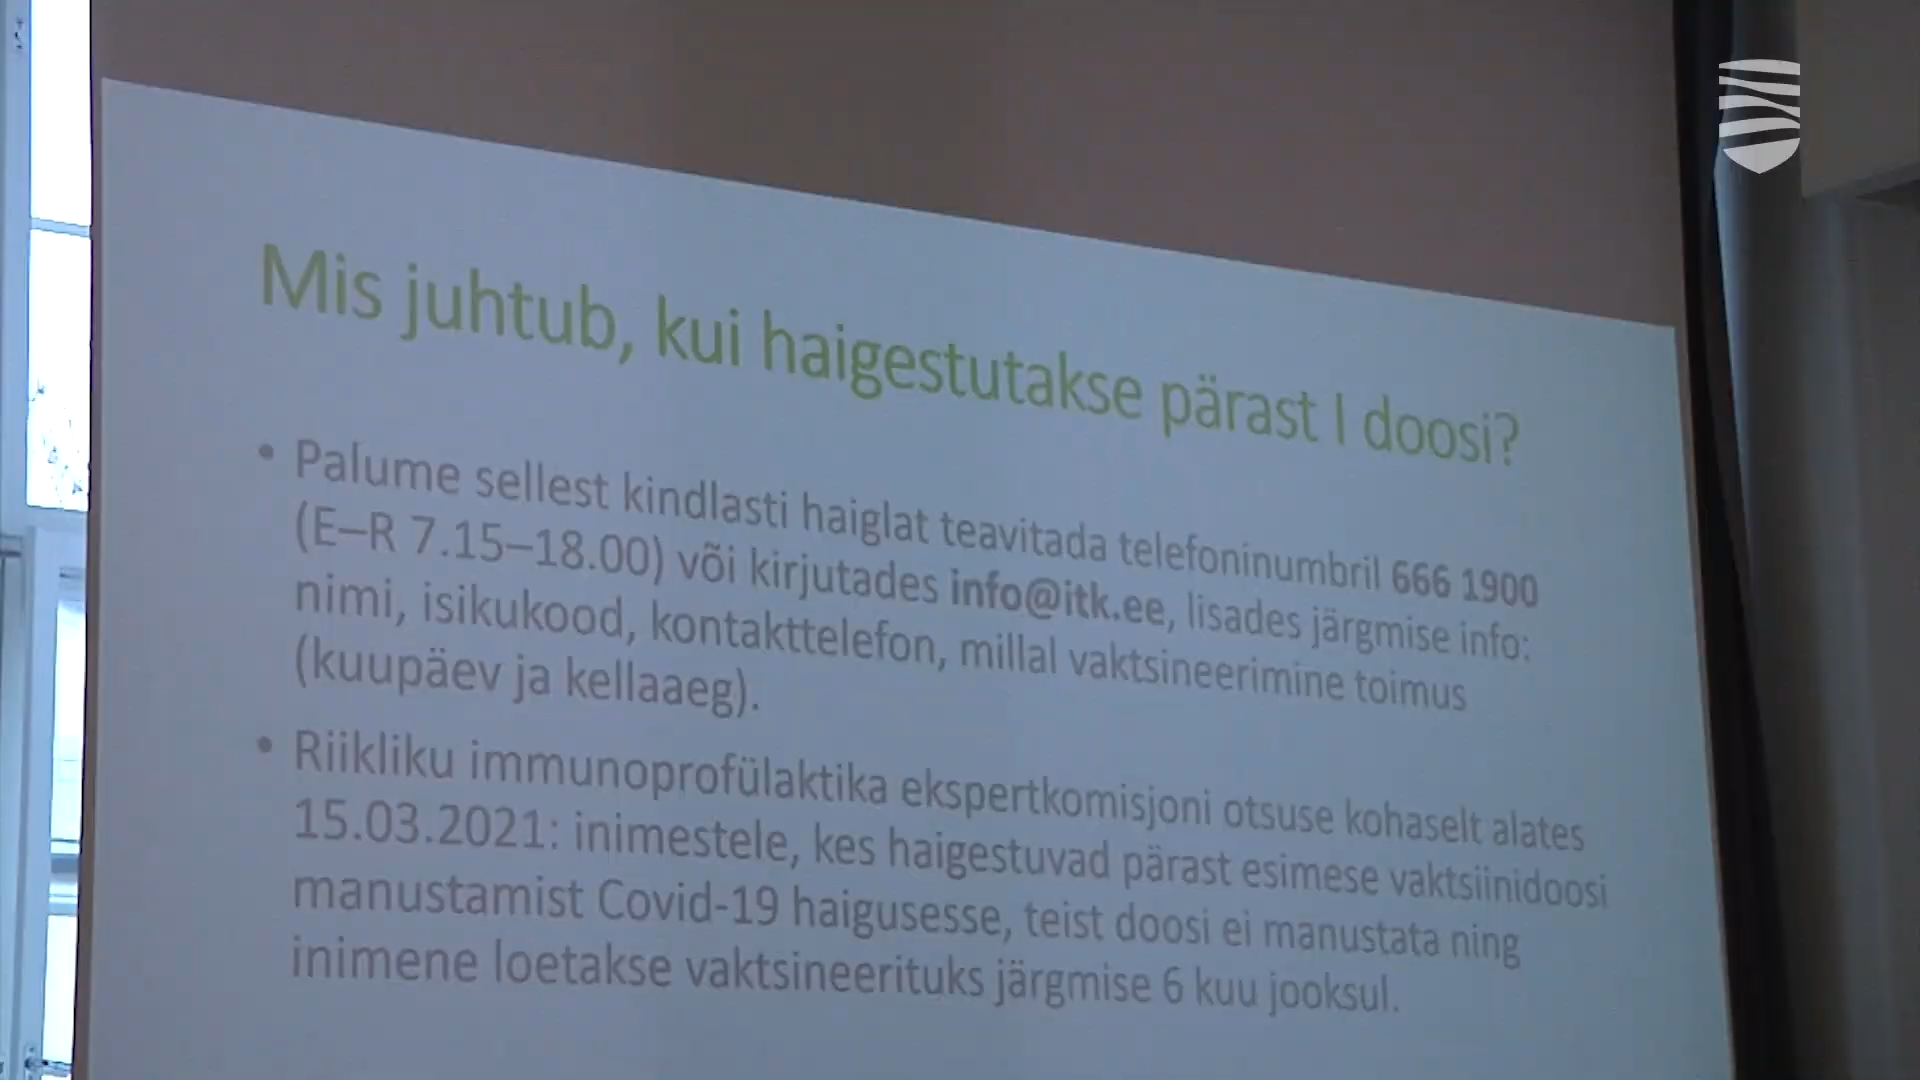 Mis juhtub, kui haigestutakse pärast I doosi?
• Palume sellest kindlasti haiglat teavitada telefoninumbril 666 1900
(E–R 7.15–18.00) või kirjutades info@itk.ee, lisades järgmise info:
nimi, isikukood, kontakttelefon, millal vaktsineerimine toimus
(kuupäev ja kellaaeg).
• Riikliku immunoprofülaktika ekspertkomisjoni otsuse kohaselt alates
15.03.2021: inimestele, kes haigestuvad pärast esimese vaktsiinidoosi
manustamist Covid-19 haigusesse, teist doosi ei manustata ning
inimene loetakse vaktsineerituks järgmise 6 kuu jooksul.